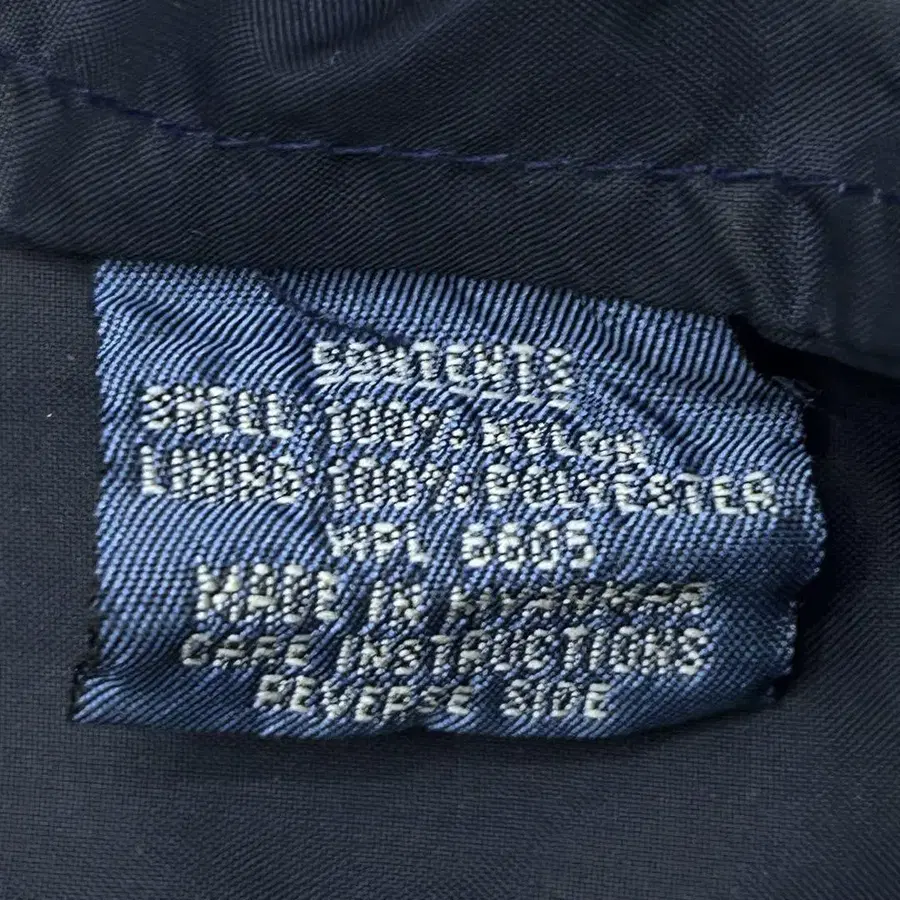 CONTENTS
SHELL: 100% NYLON
LINING: 100% POLYESTER
WPL 6605
MADE IN MYANMAR
CARE INSTRUCTIONS
REVERSE SIDE